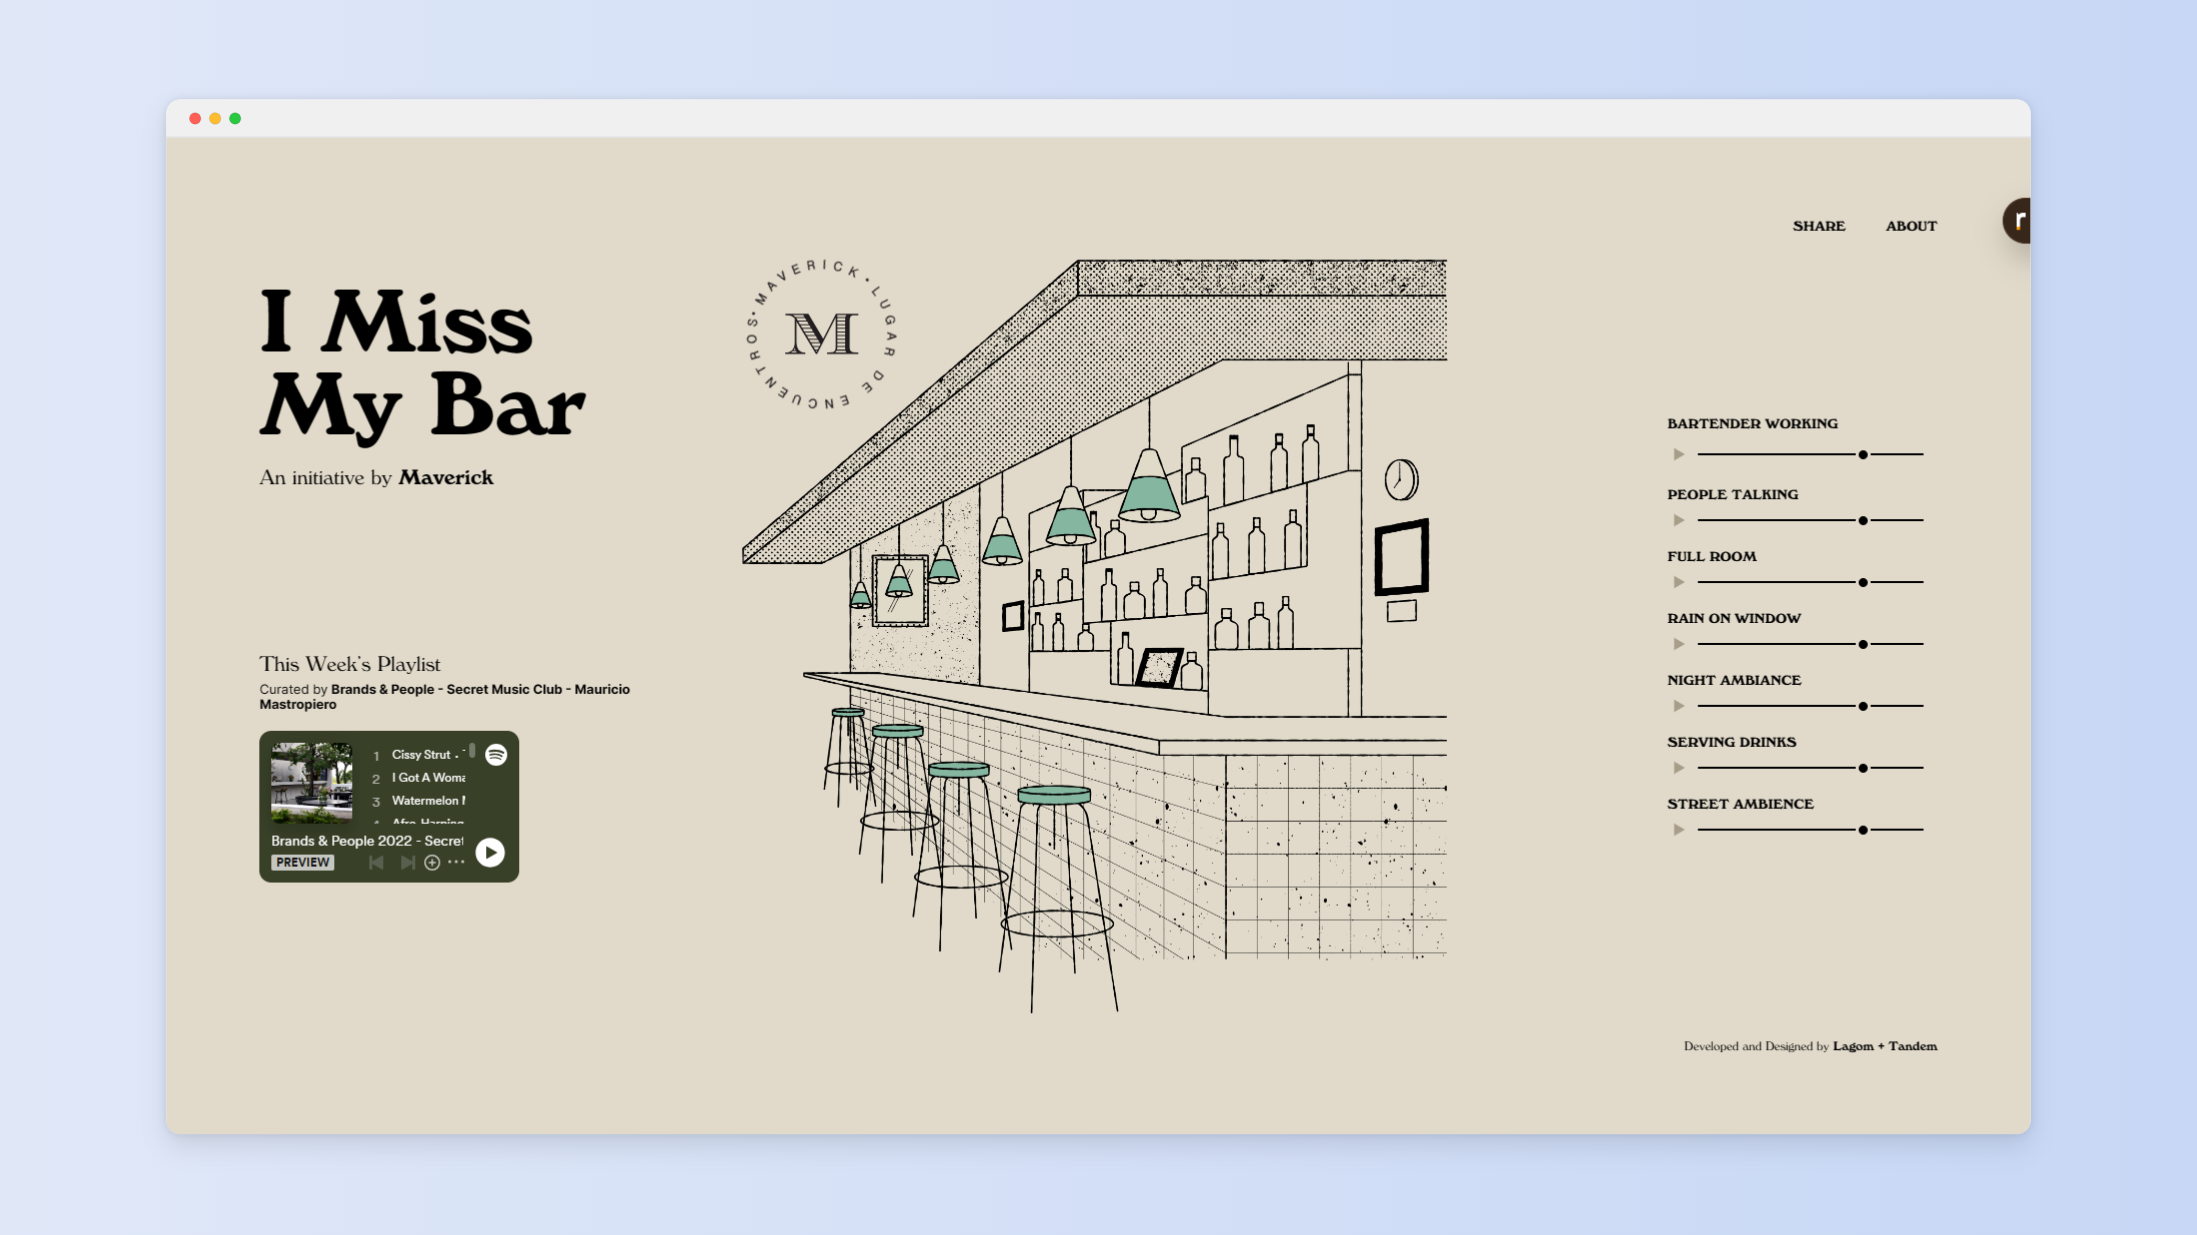 SHARE
ABOUT
r
I Miss
My Bar
An initiative by Maverick
MAVERICK • LUGAR DE ENCUENTROS •
M
This Week's Playlist
Curated by Brands & People - Secret Music Club - Mauricio
Mastropiero
1 Cissy Strut
2 I Got A Woma
3 Watermelon
Brands & People 2022 - Secret
PREVIEW
BARTENDER WORKING
PEOPLE TALKING
FULL ROOM
RAIN ON WINDOW
NIGHT AMBIANCE
SERVING DRINKS
STREET AMBIENCE
Developed and Designed by Lagom + Tandem